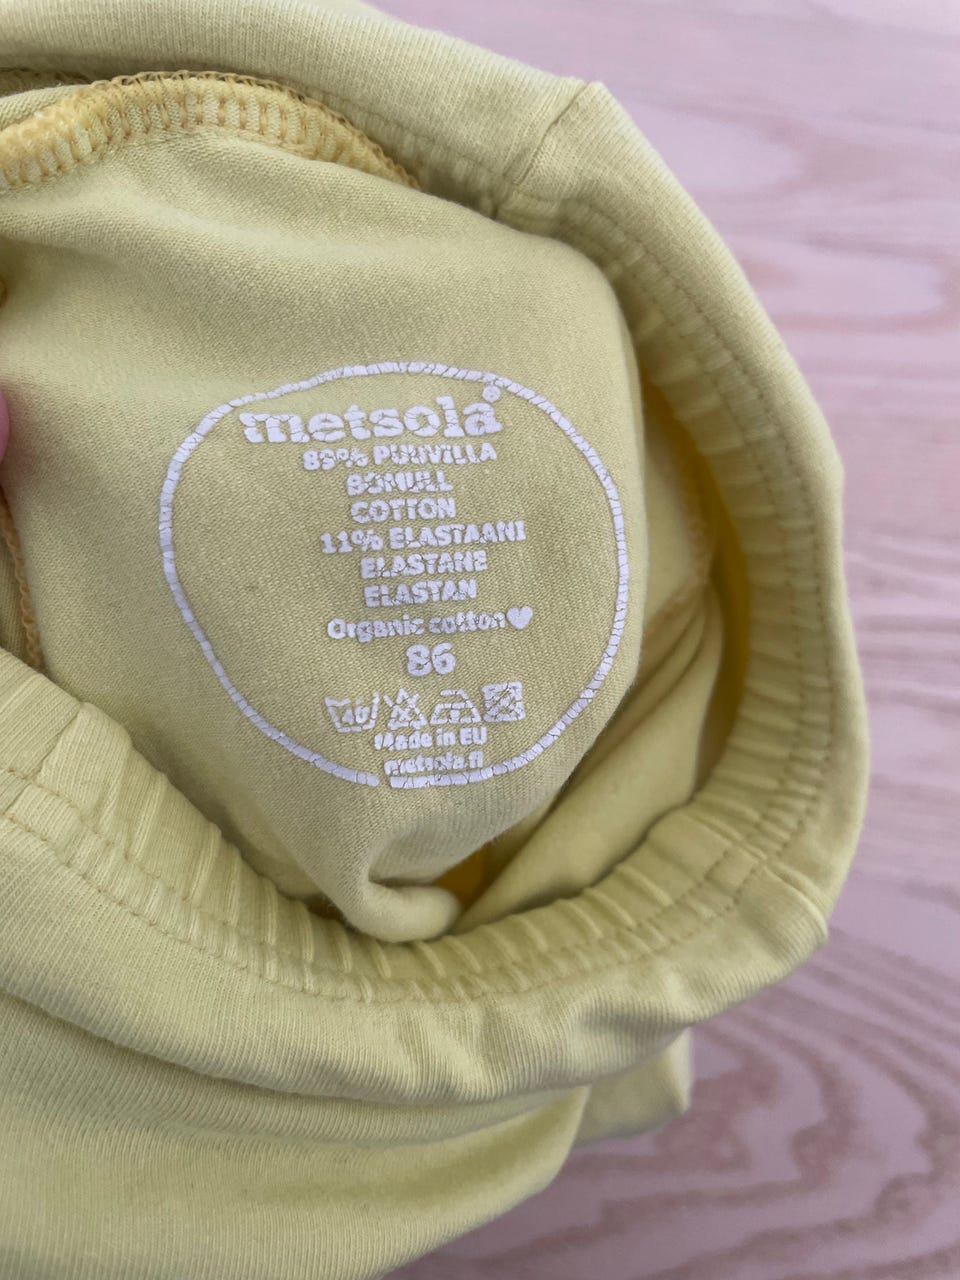 metsola®
89% PUUVILLA
BOMULL
COTTON
11% ELASTAANI
ELASTANE
ELASTAN
Organic cotton♥
86
40
Made in EU
metsola.fi